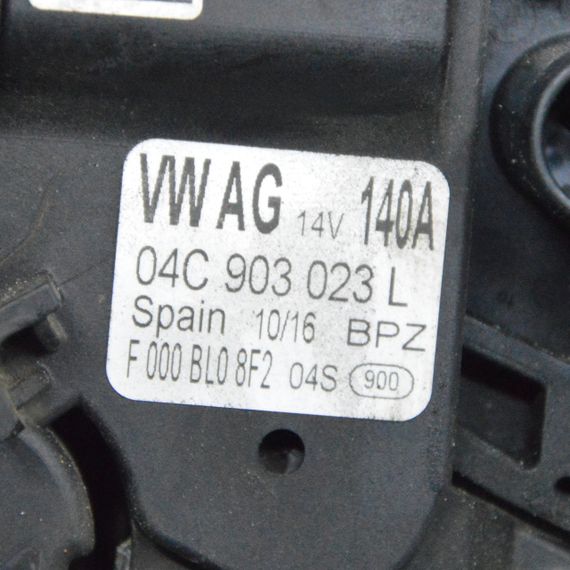 VW AG 14V 140A
04C 903 023 L
Spain 10/16 BPZ
F 000 BL0 8F2 04S 900